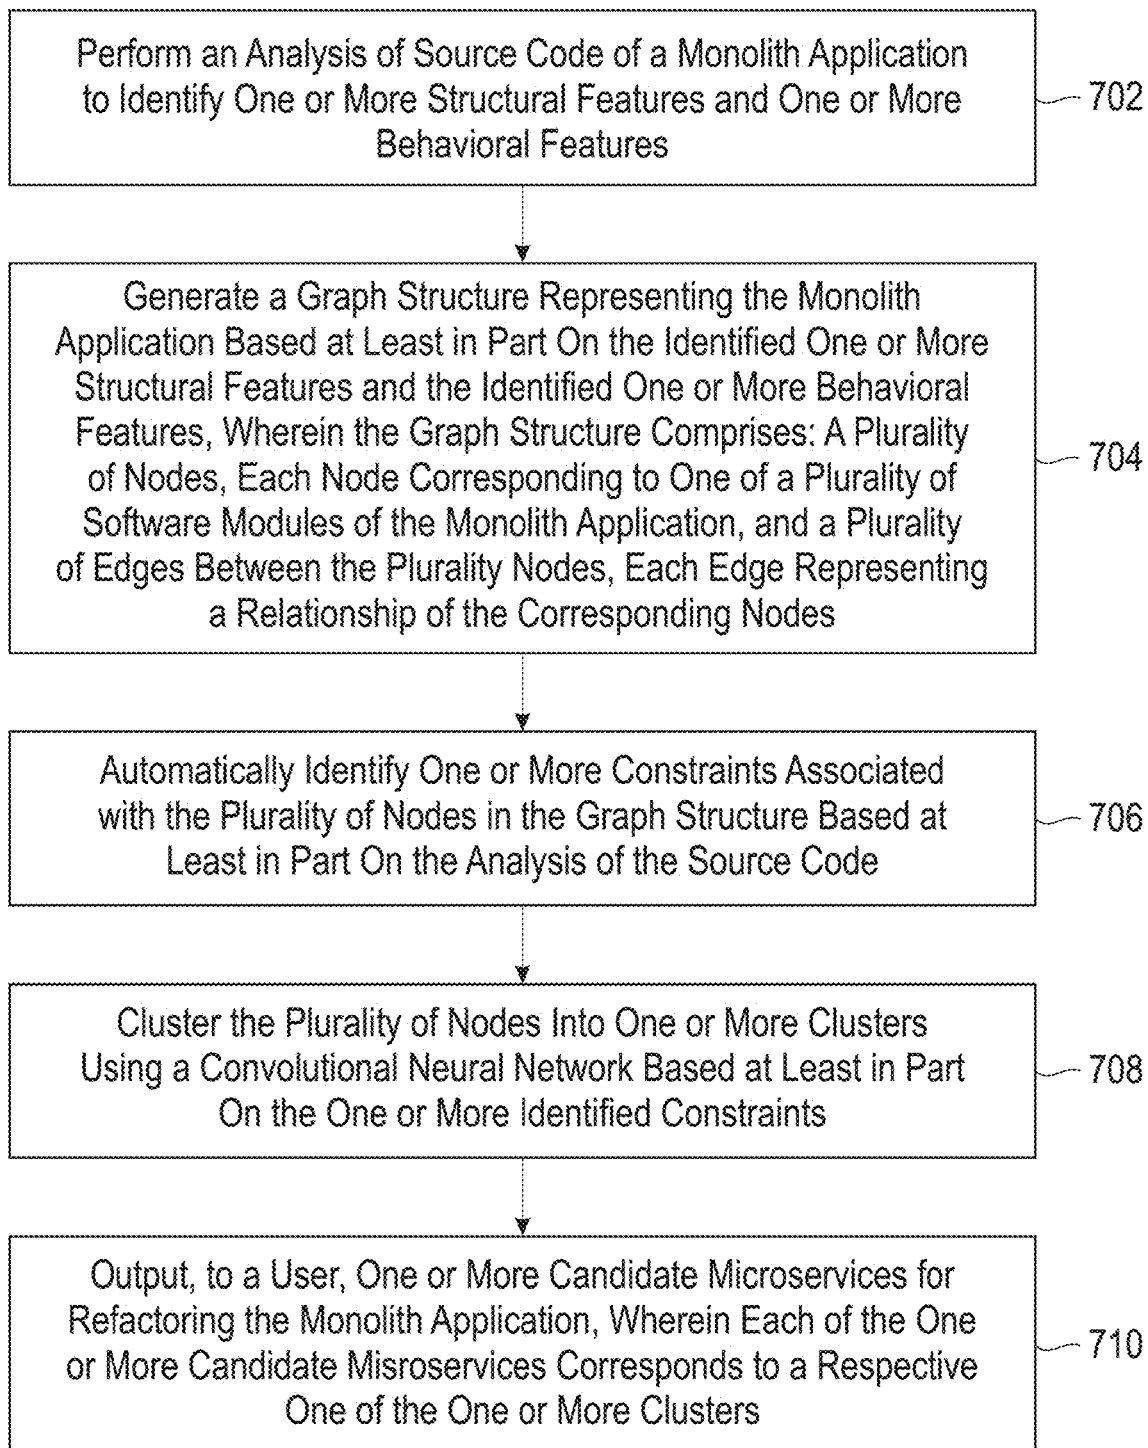 Perform an Analysis of Source Code of a Monolith Application
to Identify One or More Structural Features and One or More
Behavioral Features
702
Generate a Graph Structure Representing the Monolith
Application Based at Least in Part On the Identified One or More
Structural Features and the Identified One or More Behavioral
Features, Wherein the Graph Structure Comprises: A Plurality
of Nodes, Each Node Corresponding to One of a Plurality of
Software Modules of the Monolith Application, and a Plurality
of Edges Between the Plurality Nodes, Each Edge Representing
a Relationship of the Corresponding Nodes
704
Automatically Identify One or More Constraints Associated
with the Plurality of Nodes in the Graph Structure Based at
Least in Part On the Analysis of the Source Code
706
Cluster the Plurality of Nodes Into One or More Clusters
Using a Convolutional Neural Network Based at Least in Part
On the One or More Identified Constraints
708
Output, to a User, One or More Candidate Microservices for
Refactoring the Monolith Application, Wherein Each of the One
or More Candidate Misroservices Corresponds to a Respective
One of the One or More Clusters
710